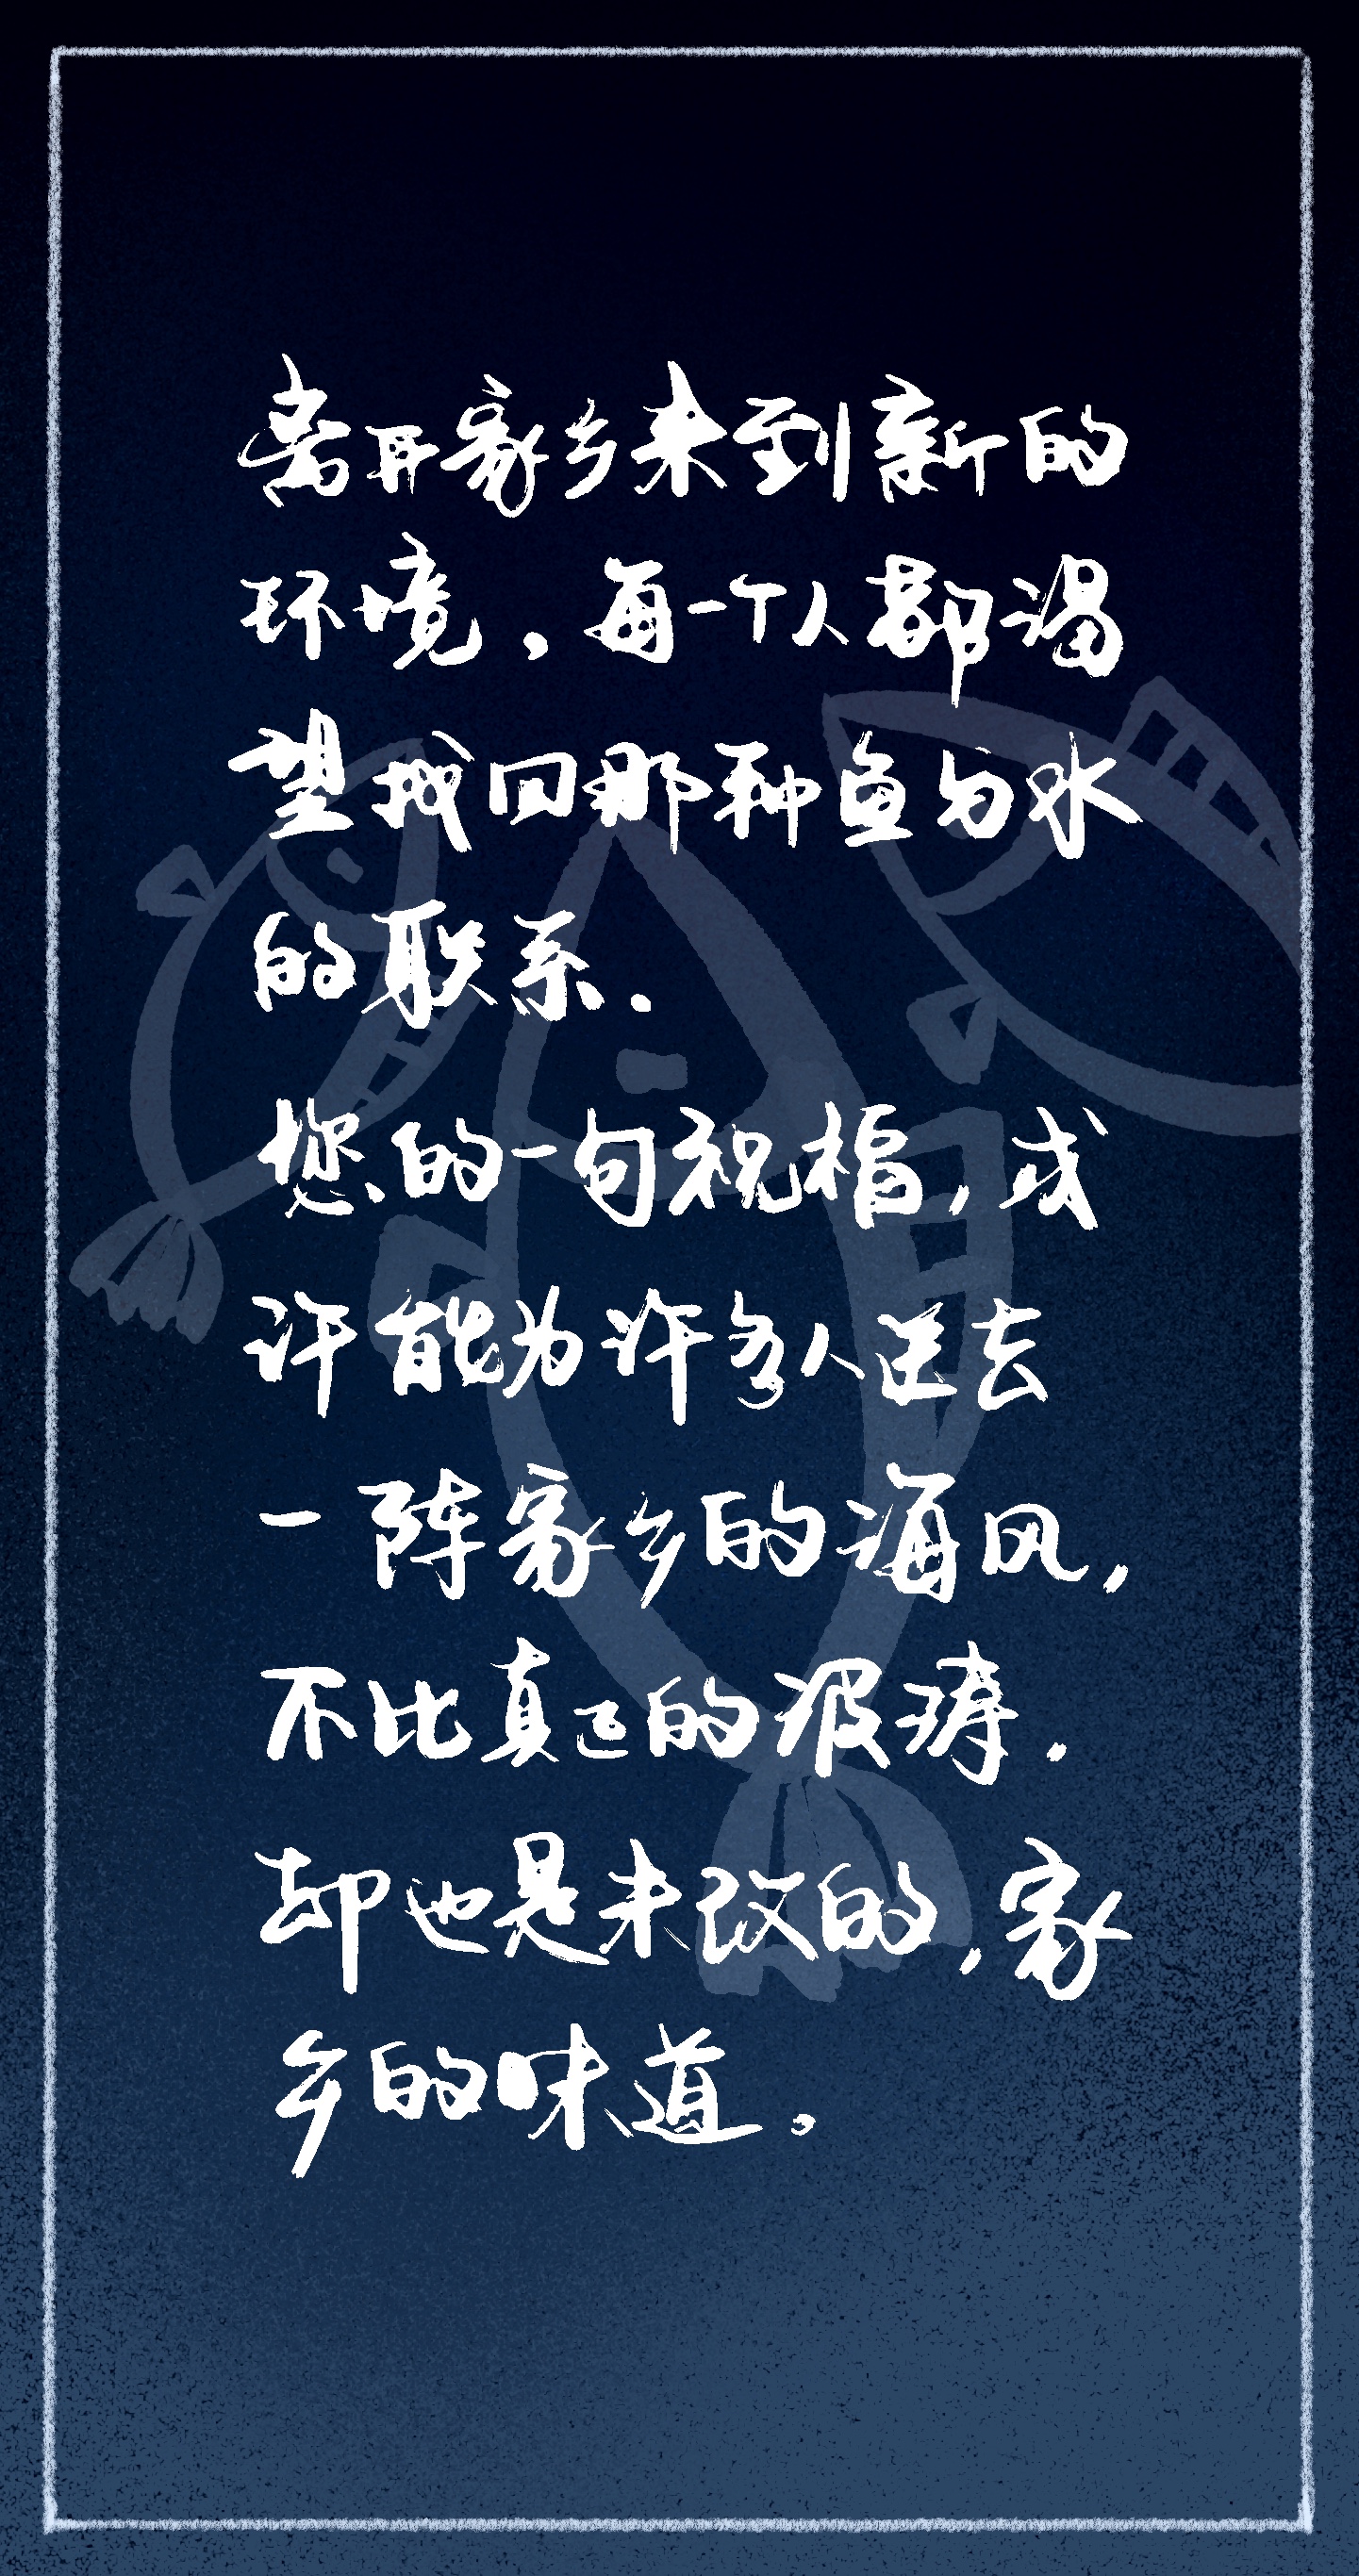 离开家乡来到新的
环境，每一个人都渴
望找回那种鱼与水
的联系.
您的一句祝福，或
许能为许多人送去
一阵家乡的海风，
不比真正的波涛.
却也是未改的，家
乡的味道。